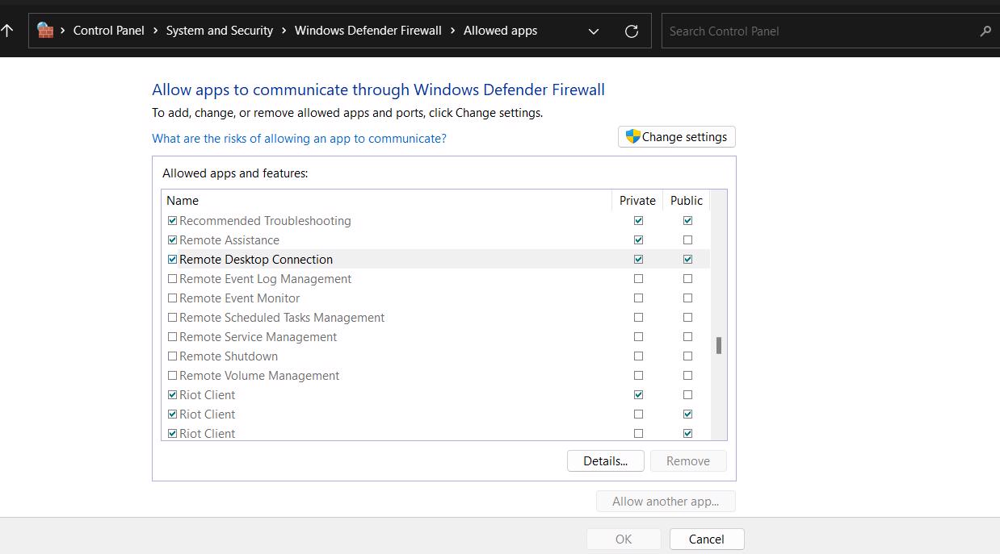 Control Panel > System and Security > Windows Defender Firewall > Allowed apps
Search Control Panel
Allow apps to communicate through Windows Defender Firewall
To add, change, or remove allowed apps and ports, click Change settings.
What are the risks of allowing an app to communicate?
Change settings
Allowed apps and features:
Name Private Public
Recommended Troubleshooting
Remote Assistance
Remote Desktop Connection
Remote Event Log Management
Remote Event Monitor
Remote Scheduled Tasks Management
Remote Service Management
Remote Shutdown
Remote Volume Management
Riot Client
Riot Client
Riot Client
Details... Remove
Allow another app...
OK Cancel